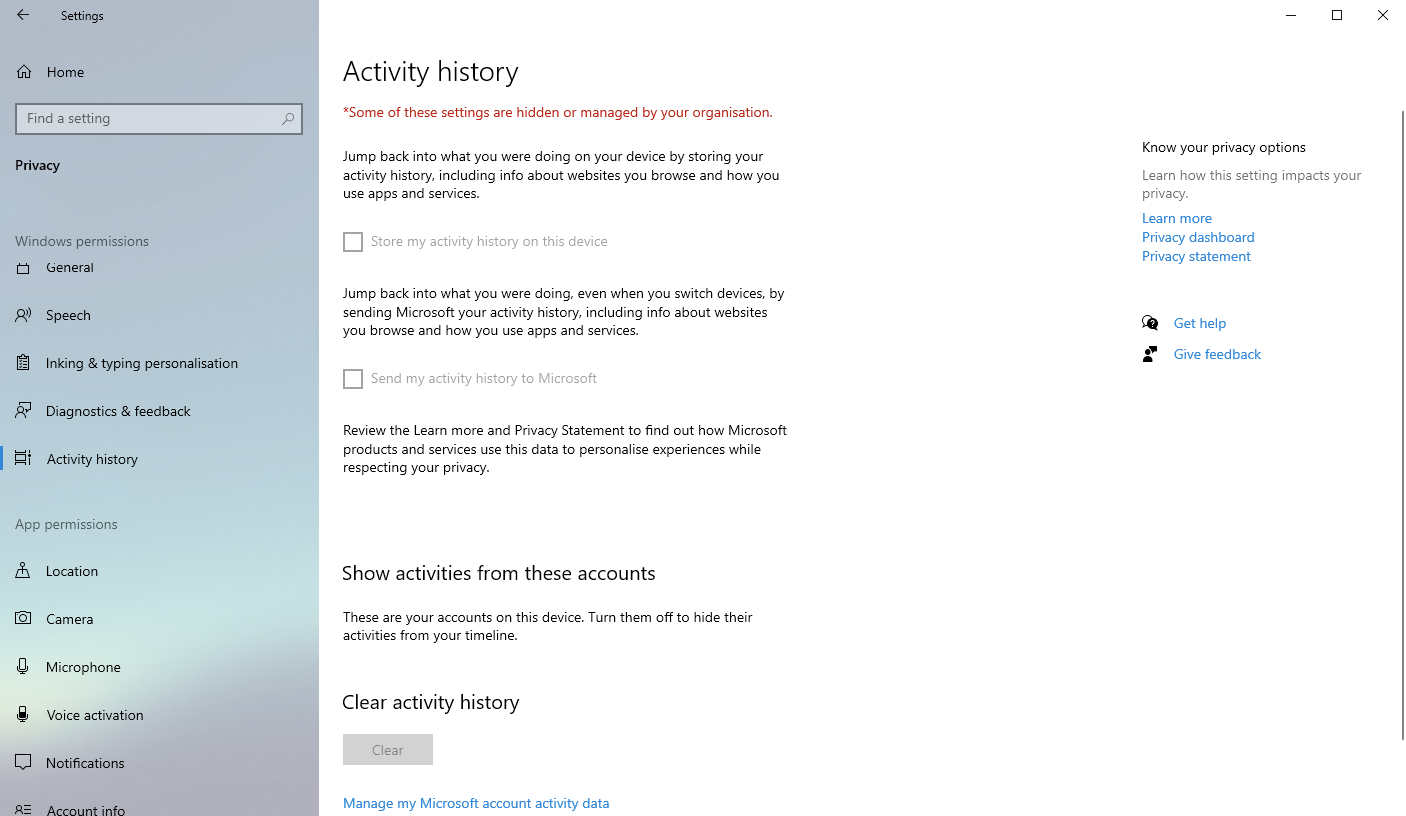 Settings
Home
Find a setting
Privacy
Windows permissions
General
Speech
Inking & typing personalisation
Diagnostics & feedback
Activity history
App permissions
Location
Camera
Microphone
Voice activation
Notifications
Account info
Activity history
*Some of these settings are hidden or managed by your organisation.
Jump back into what you were doing on your device by storing your
activity history, including info about websites you browse and how you
use apps and services.
Store my activity history on this device
Jump back into what you were doing, even when you switch devices, by
sending Microsoft your activity history, including info about websites
you browse and how you use apps and services.
Send my activity history to Microsoft
Review the Learn more and Privacy Statement to find out how Microsoft
products and services use this data to personalise experiences while
respecting your privacy.
Show activities from these accounts
These are your accounts on this device. Turn them off to hide their
activities from your timeline.
Clear activity history
Clear
Manage my Microsoft account activity data
Know your privacy options
Learn how this setting impacts your
privacy.
Learn more
Privacy dashboard
Privacy statement
Get help
Give feedback